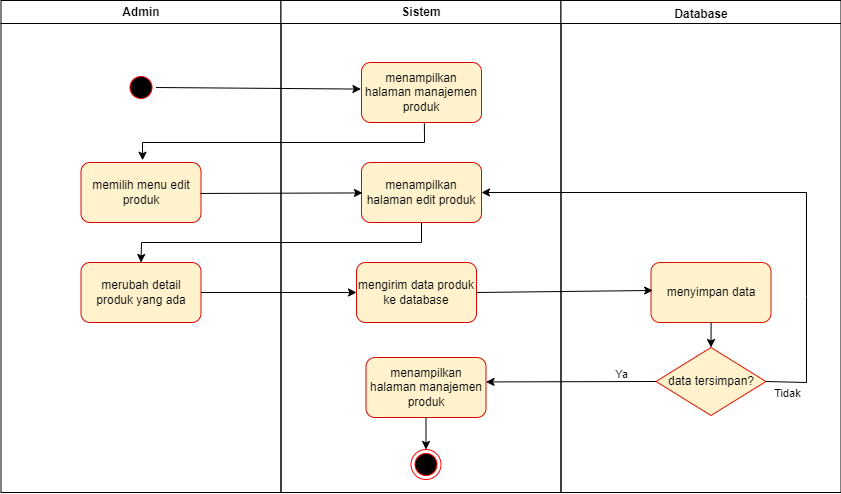 Admin
Sistem
Database
menampilkan
halaman manajemen
produk
memilih menu edit
produk
menampilkan
halaman edit produk
merubah detail
produk yang ada
mengirim data produk
ke database
menyimpan data
menampilkan
halaman manajemen
produk
Ya
data tersimpan?
Tidak